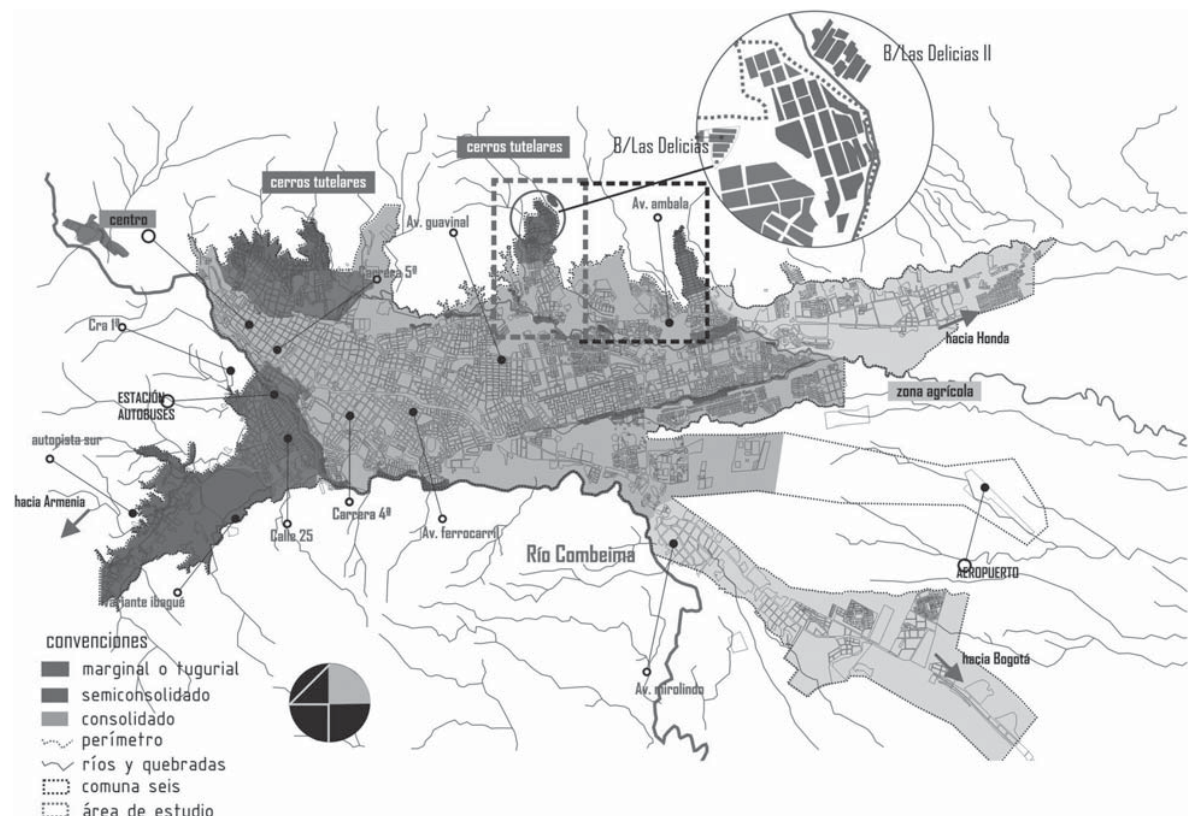 B/Las Delicias II
cerros tutelares
B/Las Delicias
cerros tutelares
Av. ambala
centro
Av. guavinal
Carrera 5ª
Cra 1ª
hacia Honda
ESTACIÓN
AUTOBUSES
zona agrícola
autopista sur
hacia Armenia
Carrera 4ª
Calle 25
Av. ferrocarril
Río Combeima
AEROPUERTO
variante ibagué
convenciones
hacia Bogotá
marginal o tugurial
Av. mirolindo
semiconsolidado
consolidado
perímetro
ríos y quebradas
comuna seis
área de estudio